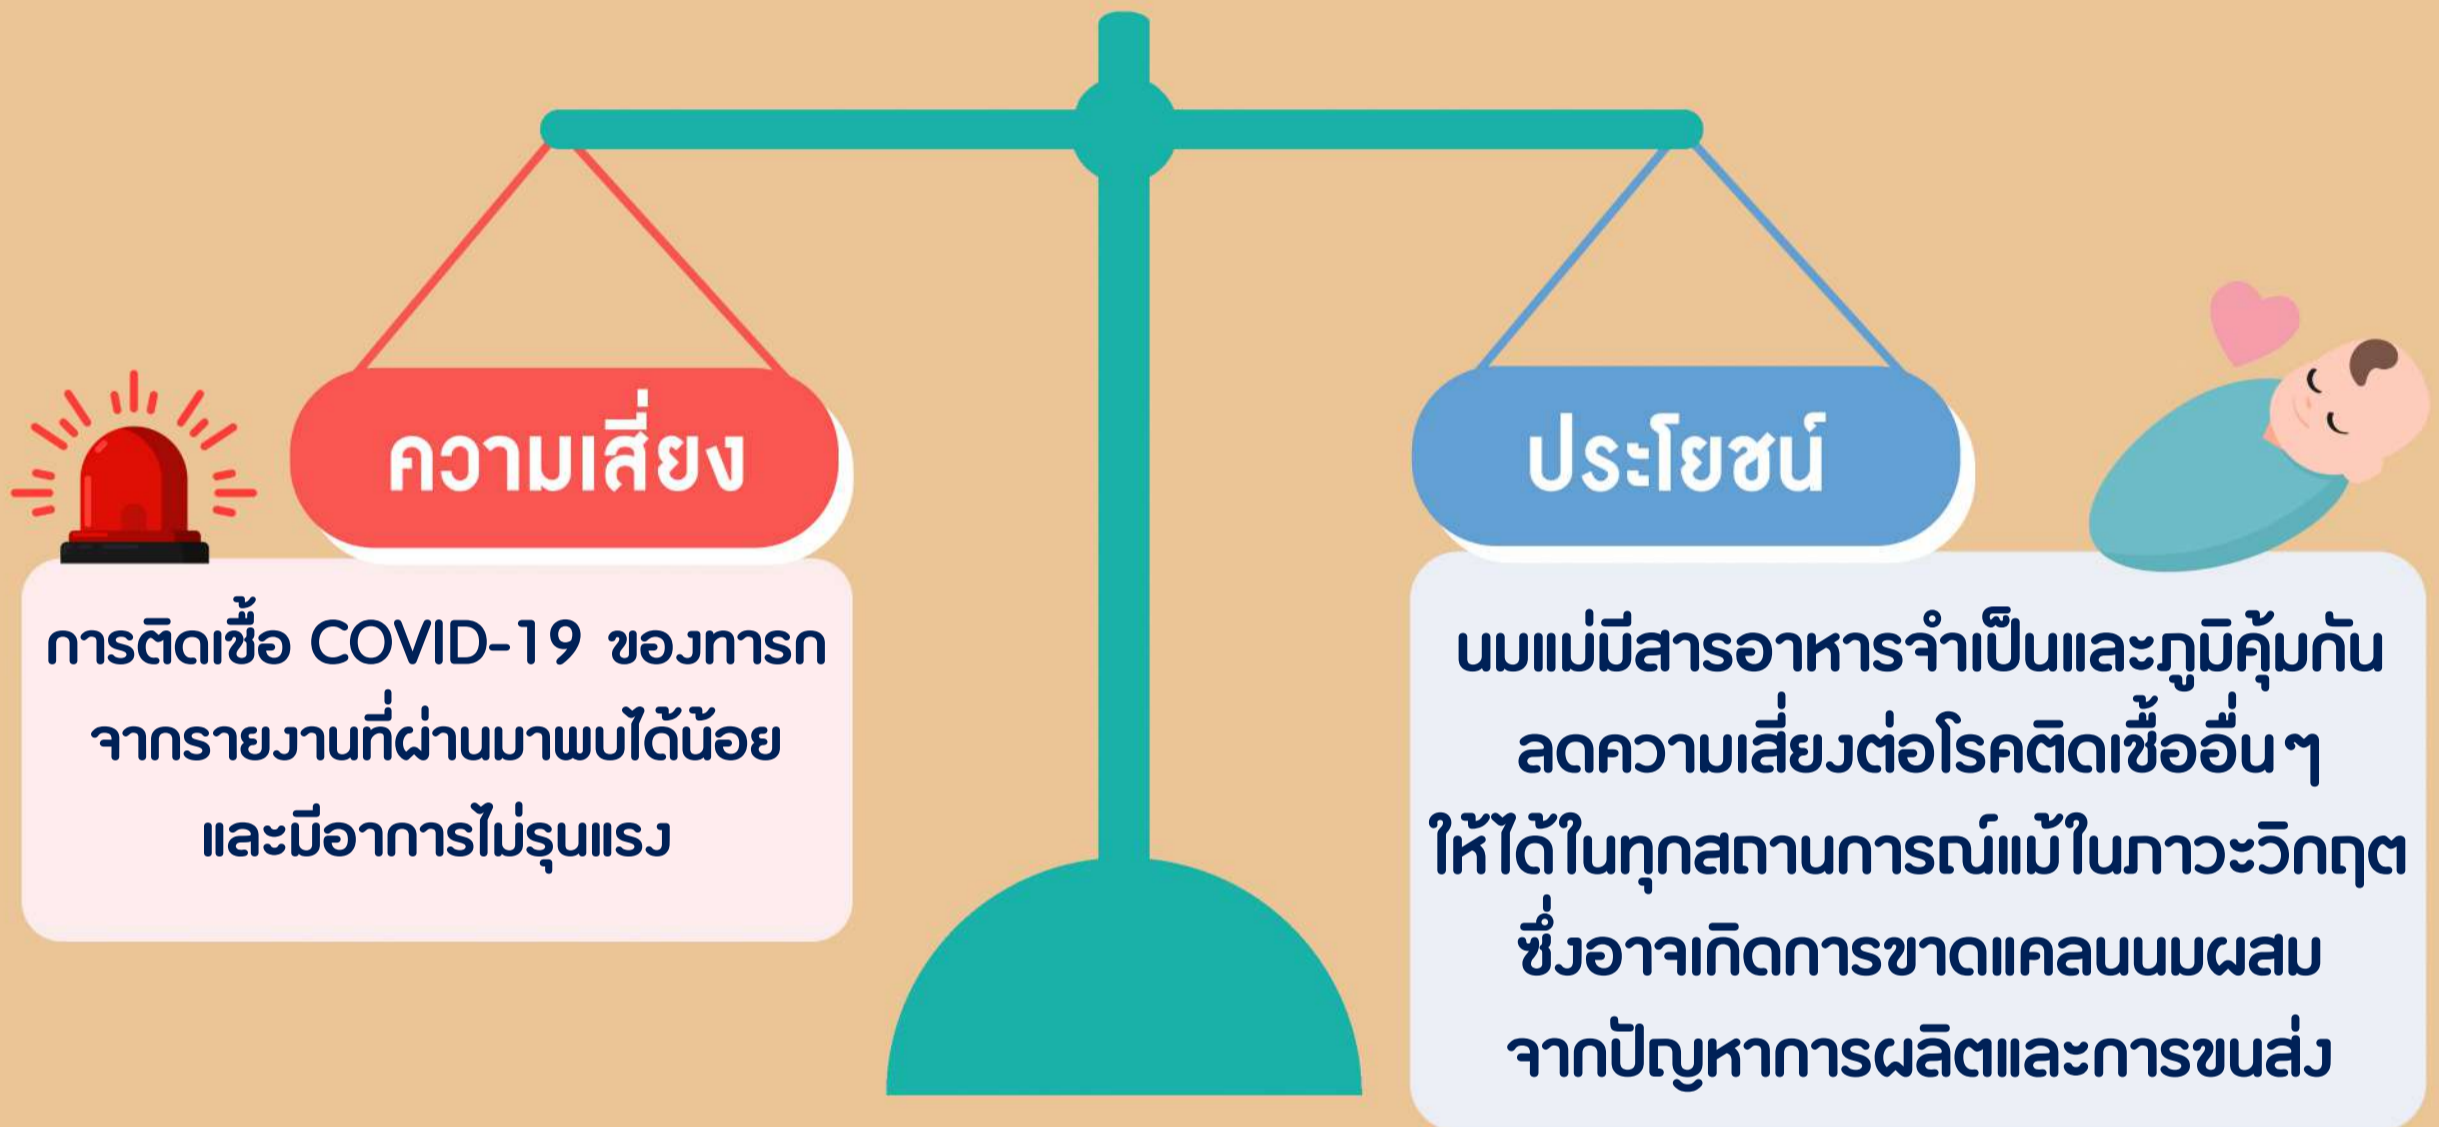 ความเสี่ยง
การติดเชื้อ COVID-19 ของทารก
จากรายงานที่ผ่านมาพบได้น้อย
และมีอาการไม่รุนแรง
ประโยชน์
นมแม่มีสารอาหารจำเป็นและภูมิคุ้มกัน
ลดความเสี่ยงต่อโรคติดเชื้ออื่นๆ
ให้ได้ในทุกสถานการณ์แม้ในภาวะวิกฤต
ซึ่งอาจเกิดการขาดแคลนนมผสม
จากปัญหาการผลิตและการขนส่ง